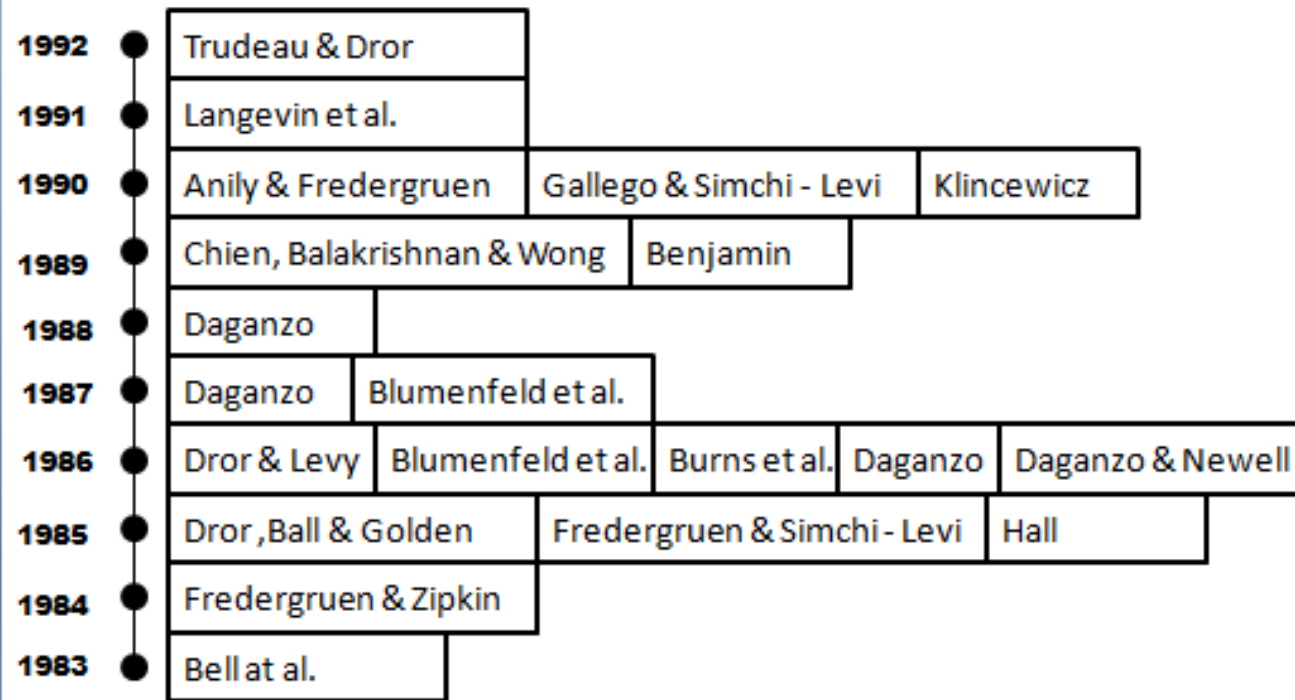 1992 Trudeau & Dror
1991 Langevin et al.
1990 Anily & Fredergruen Gallego & Simchi - Levi Klincewicz
1989 Chien, Balakrishnan & Wong Benjamin
1988 Daganzo
1987 Daganzo Blumenfeld et al.
1986 Dror & Levy Blumenfeld et al. Burns et al. Daganzo Daganzo & Newell
1985 Dror ,Ball & Golden Fredergruen & Simchi - Levi Hall
1984 Fredergruen & Zipkin
1983 Bell at al.